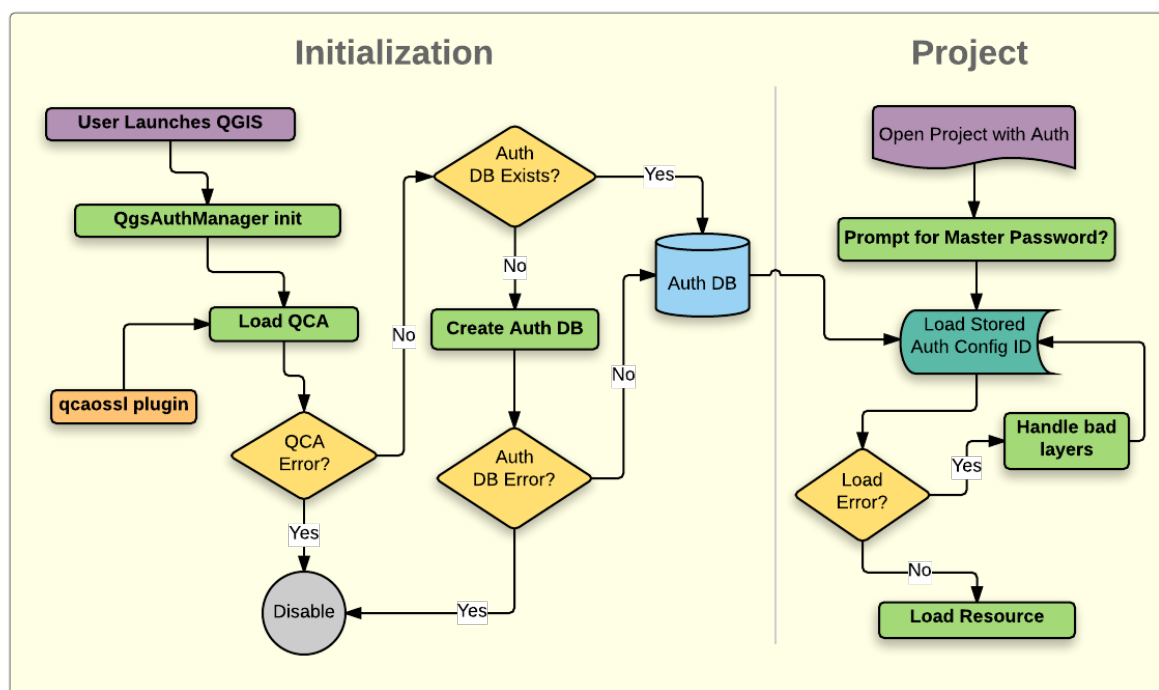 Initialization
User Launches QGIS
QgsAuthManager init
Load QCA
qcaossl plugin
QCA
Error?
Yes
Disable
No
Auth
DB Exists?
Yes
No
Create Auth DB
Auth
DB Error?
No
Yes
Auth DB
Project
Open Project with Auth
Prompt for Master Password?
Load Stored
Auth Config ID
Handle bad
layers
Load
Error?
Yes
No
Load Resource